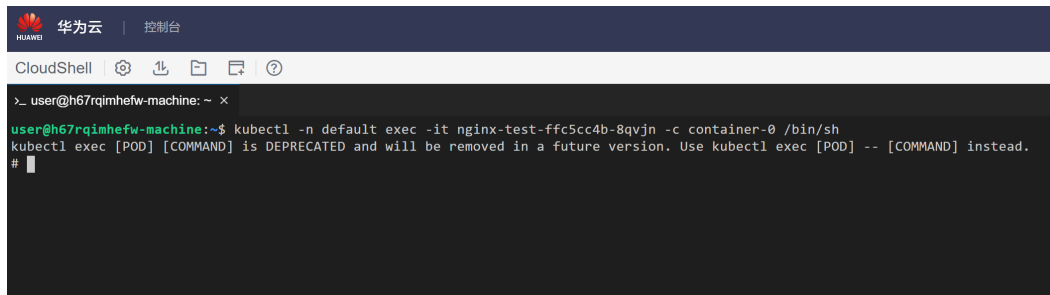 HUAWEI 华为云 | 控制台
CloudShell
>_ user@h67rqimhefw-machine: ~ ×
user@h67rqimhefw-machine:~$ kubectl -n default exec -it nginx-test-ffc5cc4b-8qvjn -c container-0 /bin/sh
kubectl exec [POD] [COMMAND] is DEPRECATED and will be removed in a future version. Use kubectl exec [POD] -- [COMMAND] instead.
#